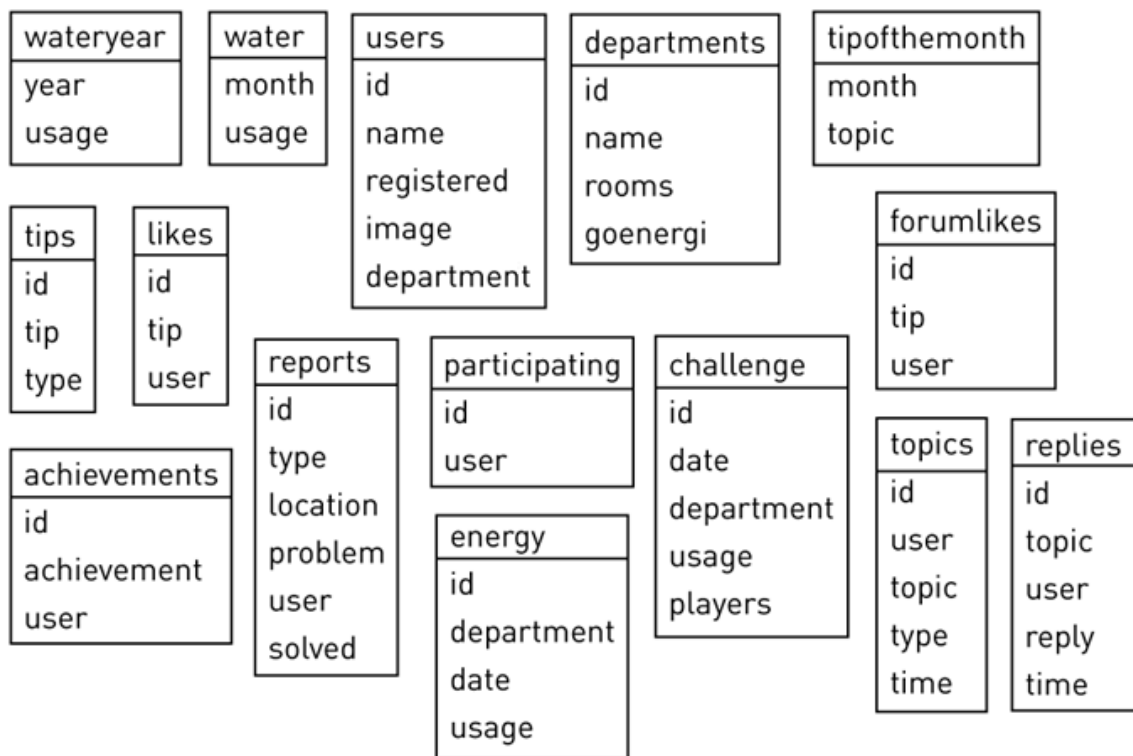 wateryear
year
usage
water
month
usage
users
id
name
registered
image
department
departments
id
name
rooms
goenergi
tipofthemonth
month
topic
tips
id
tip
type
likes
id
tip
user
forumlikes
id
tip
user
reports
id
type
location
problem
user
solved
participating
id
user
challenge
id
date
department
usage
players
achievements
id
achievement
user
energy
id
department
date
usage
topics
id
user
topic
type
time
replies
id
topic
user
reply
time